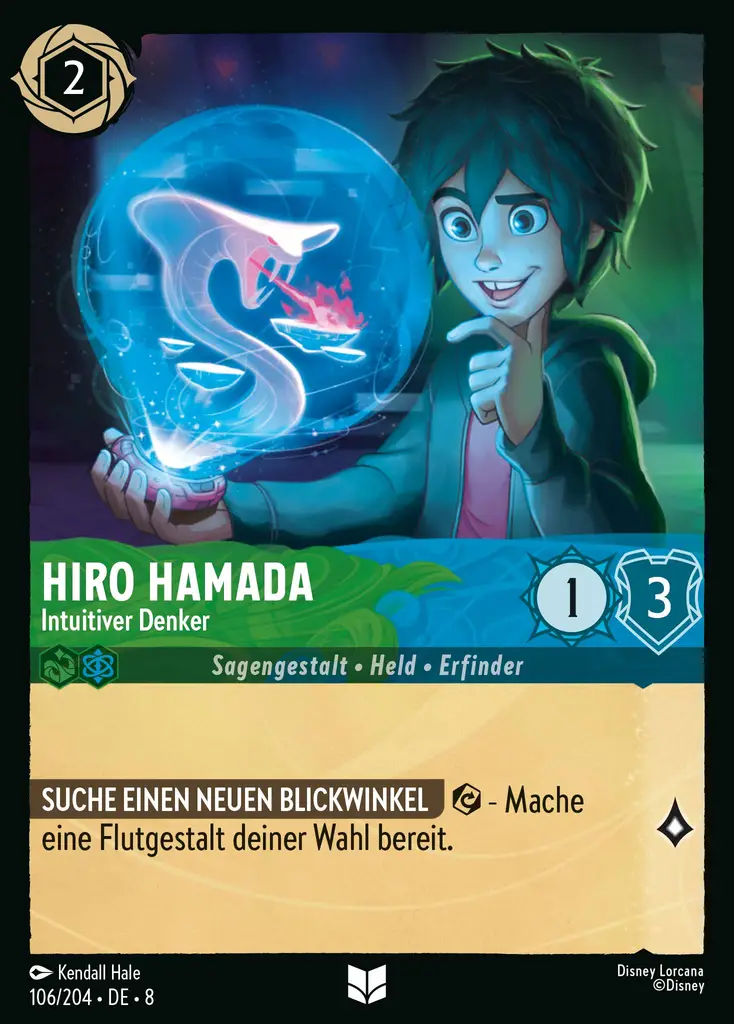 2
HIRO HAMADA
Intuitiver Denker
1
3
Sagengestalt • Held • Erfinder
SUCHE EINEN NEUEN BLICKWINKEL - Mache
eine Flutgestalt deiner Wahl bereit.
Kendall Hale
106/204 • DE • 8
Disney Lorcana
©Disney